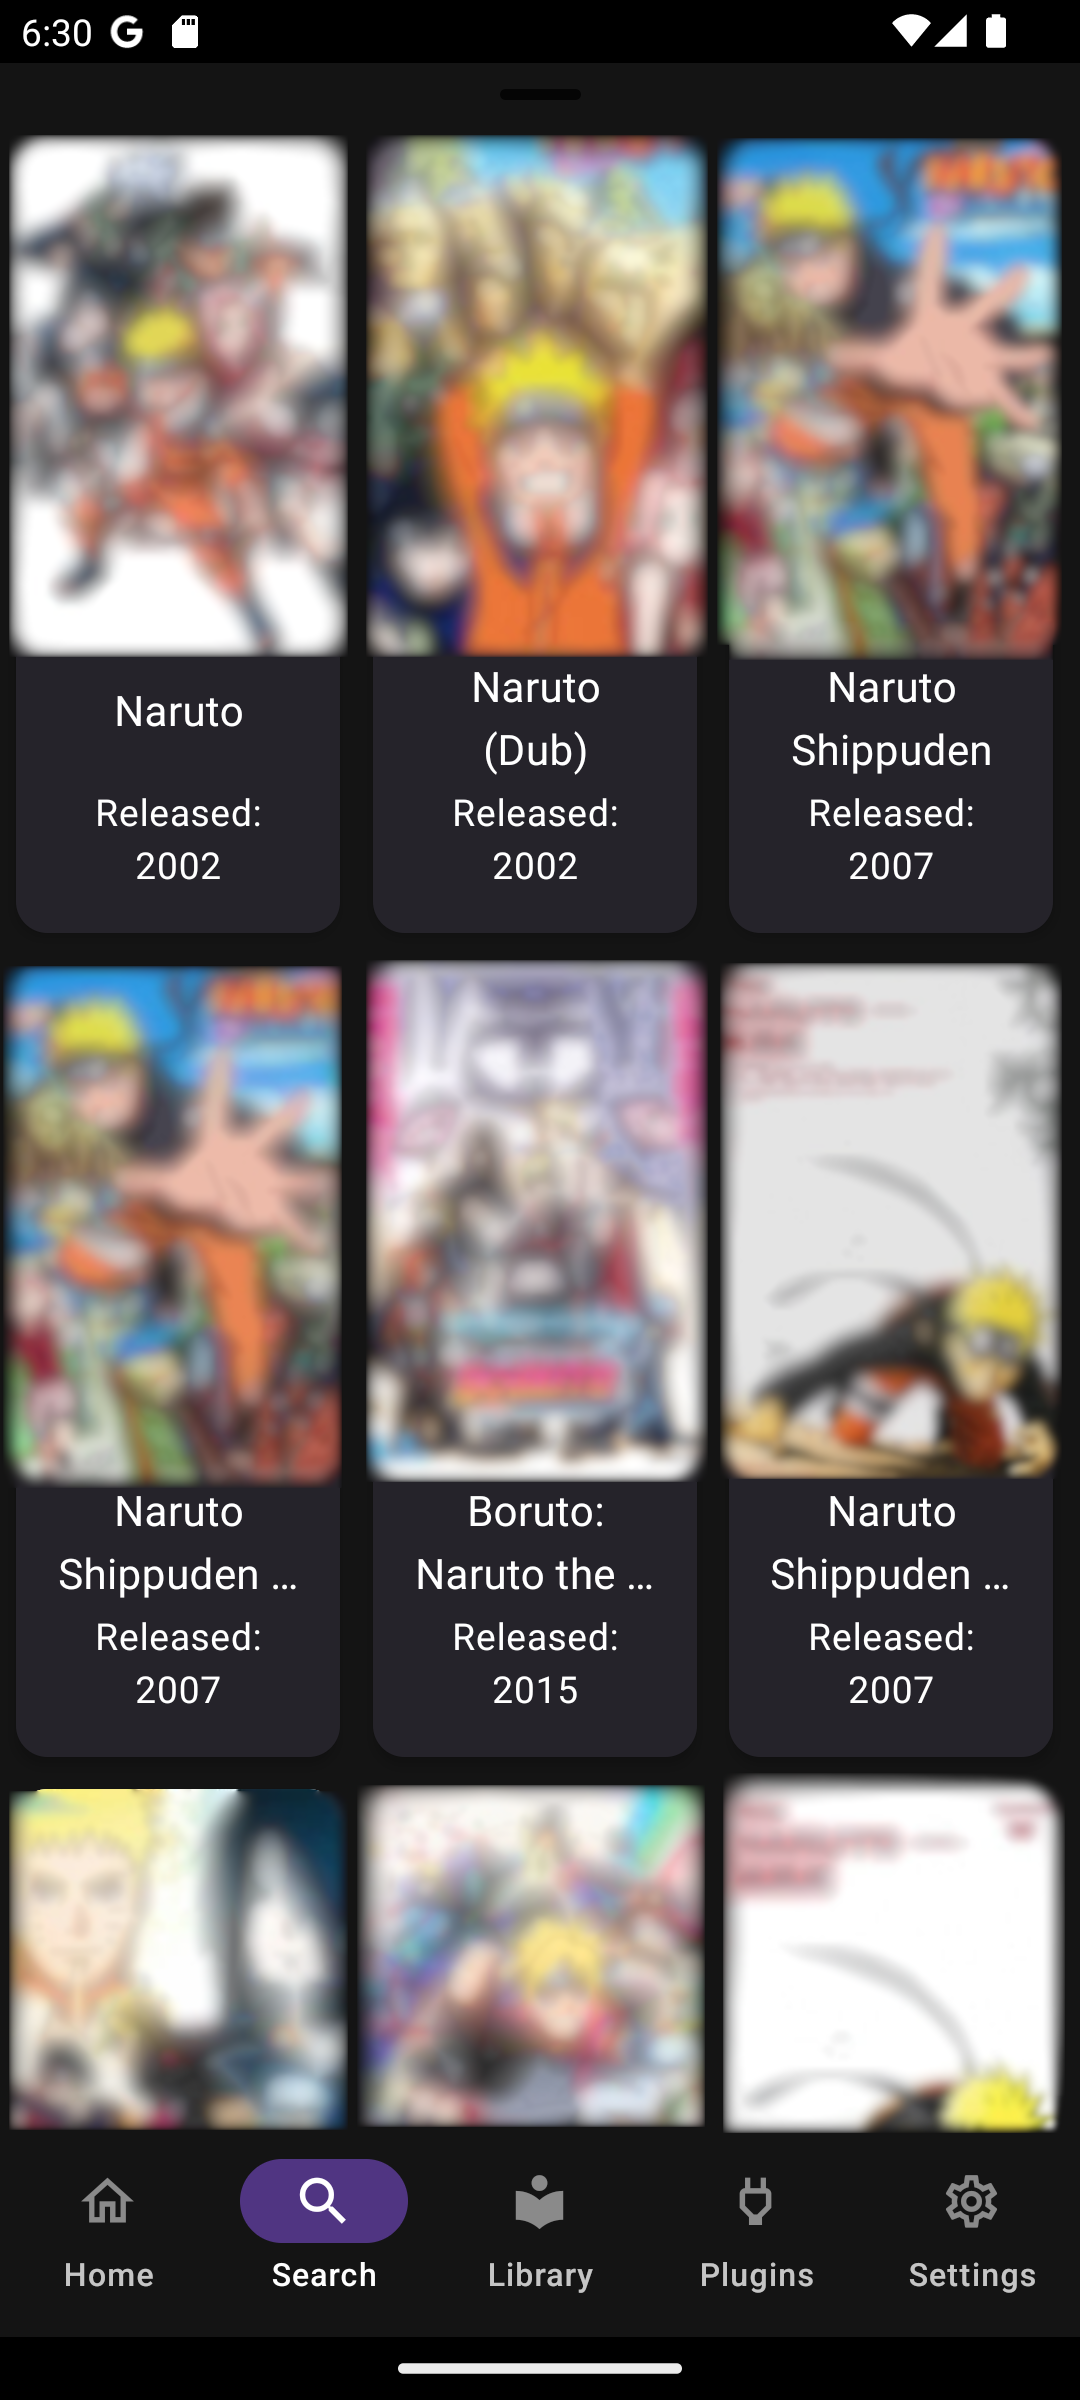 6:30
Naruto
Released:
2002
Naruto
(Dub)
Released:
2002
Naruto
Shippuden
Released:
2007
Naruto
Shippuden ...
Released:
2007
Boruto:
Naruto the ...
Released:
2015
Naruto
Shippuden ...
Released:
2007
Home
Search
Library
Plugins
Settings